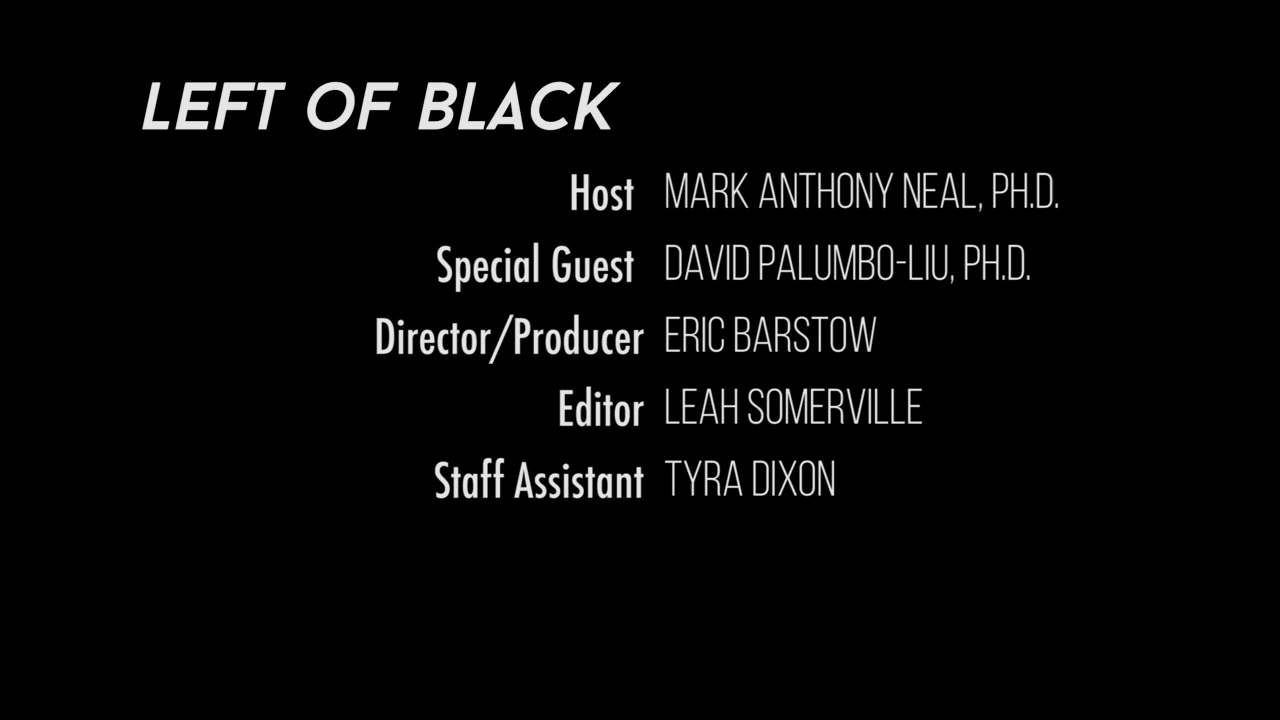 LEFT OF BLACK
Host MARK ANTHONY NEAL, PH.D.
Special Guest DAVID PALUMBO-LIU, PH.D.
Director/Producer ERIC BARSTOW
Editor LEAH SOMERVILLE
Staff Assistant TYRA DIXON